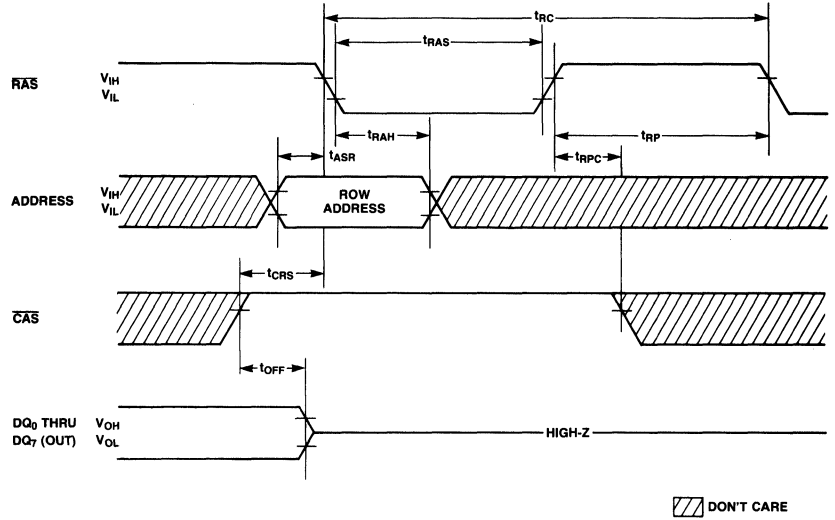 tRC
tRAS
RAS
VIH
VIL
tRAH
tRP
tASR
tRPC
ADDRESS
VIH
VIL
ROW
ADDRESS
tCRS
CAS
tOFF
DQ0 THRU VOH
DQ7 (OUT) VOL
HIGH-Z
DON'T CARE